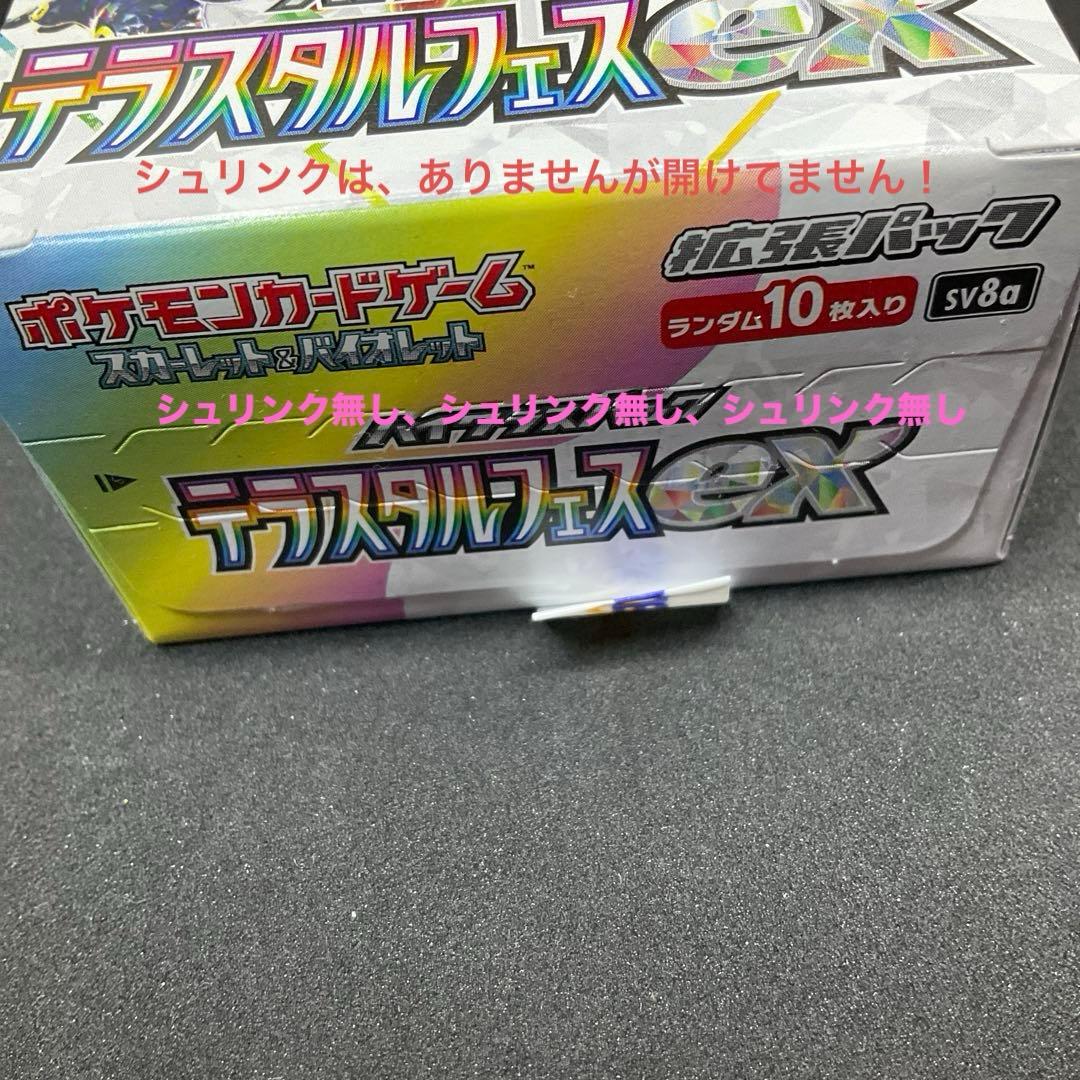 テラスタルフェスex
シュリンクは、ありませんが開けてません！
拡張パック
ポケモンカードゲーム™
ランダム10枚入り SV8a
スカーレット&バイオレット
シュリンク無し、シュリンク無し、シュリンク無し
テラスタルフェスex